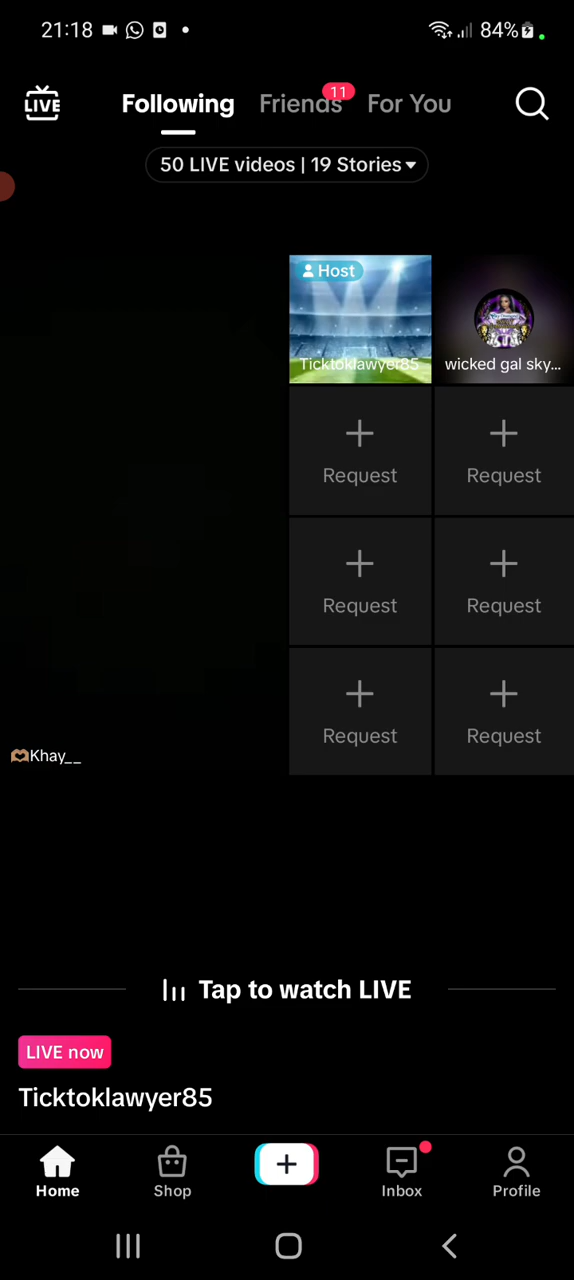 21:18
84%
LIVE
Following
Friends
11
For You
50 LIVE videos | 19 Stories
Host
Ticktoklawyer85
wicked gal sky...
Request
Request
Request
Request
Request
Request
🫶🏽Khay__
Tap to watch LIVE
LIVE now
Ticktoklawyer85
Home
Shop
Inbox
Profile